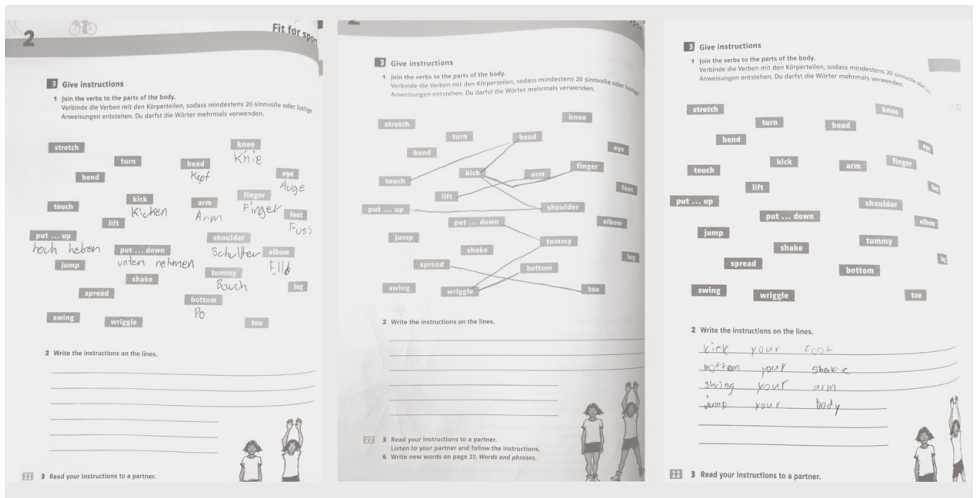 2
Fit for spo
3 Give instructions
1 Join the verbs to the parts of the body.
Verbinde die Verben mit den Körperteilen, sodass mindestens 20 sinnvolle oder lustige
Anweisungen entstehen. Du darfst die Wörter mehrmals verwenden.
stretch
knee
Knie
turn
head
Kopf
bend
eye
Auge
kick
Kicken
arm
Arm
finger
Finger
touch
foot
Fuss
lift
put ... up
hoch heben
put ... down
unten nehmen
shoulder
Schullter
elbow
jump
tummy
Bauch
shake
leg
spread
bottom
Po
swing
wriggle
toe
2 Write the instructions on the lines.
3 Read your instructions to a partner.
3 Give instructions
1 Join the verbs to the parts of the body.
Verbinde die Verben mit den Körperteilen, sodass mindestens 20 sinnvolle oder lustige
Anweisungen entstehen. Du darfst die Wörter mehrmals verwenden.
stretch
knee
turn
head
bend
eye
kick
arm
finger
touch
foot
lift
put ... up
shoulder
put ... down
elbow
jump
tummy
shake
leg
spread
bottom
swing
wriggle
toe
2 Write the instructions on the lines.
3 Read your instructions to a partner.
Listen to your partner and follow the instructions.
4 Write new words on page 27, Words and phrases.
3 Give instructions
1 Join the verbs to the parts of the body.
Verbinde die Verben mit den Körperteilen, sodass mindestens 20 sinnvolle oder
Anweisungen entstehen. Du darfst die Wörter mehrmals verwenden.
stretch
knee
turn
head
bend
eye
kick
arm
finger
touch
lift
put ... up
shoulder
put ... down
elbow
jump
tummy
shake
spread
bottom
swing
wriggle
toe
2 Write the instructions on the lines.
kick your foot
bottom your shake
swing your arm
jump your body
3 Read your instructions to a partner.